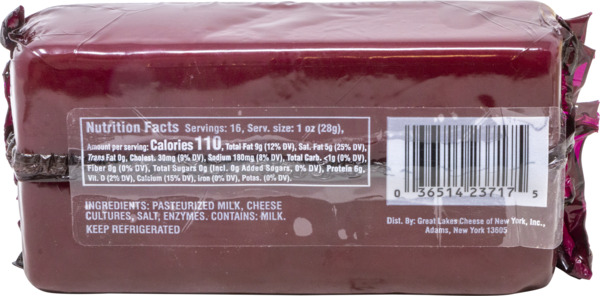 Nutrition Facts Servings: 16, Serv. size: 1 oz (28g),
Amount per serving: Calories 110, Total Fat 9g (12% DV), Sat. Fat 5g (25% DV),
Trans Fat 0g, Cholest. 30mg (9% DV), Sodium 180mg (8% DV), Total Carb. <1g (0% DV),
Fiber 0g (0% DV), Total Sugars 0g (Incl. 0g Added Sugars, 0% DV), Protein 6g,
Vit. D (2% DV), Calcium (15% DV), Iron (0% DV), Potas. (0% DV).
INGREDIENTS: PASTEURIZED MILK, CHEESE
CULTURES, SALT, ENZYMES. CONTAINS: MILK.
KEEP REFRIGERATED
0 36514 23717 5
Dist. By: Great Lakes Cheese of New York, Inc.,
Adams, New York 13605